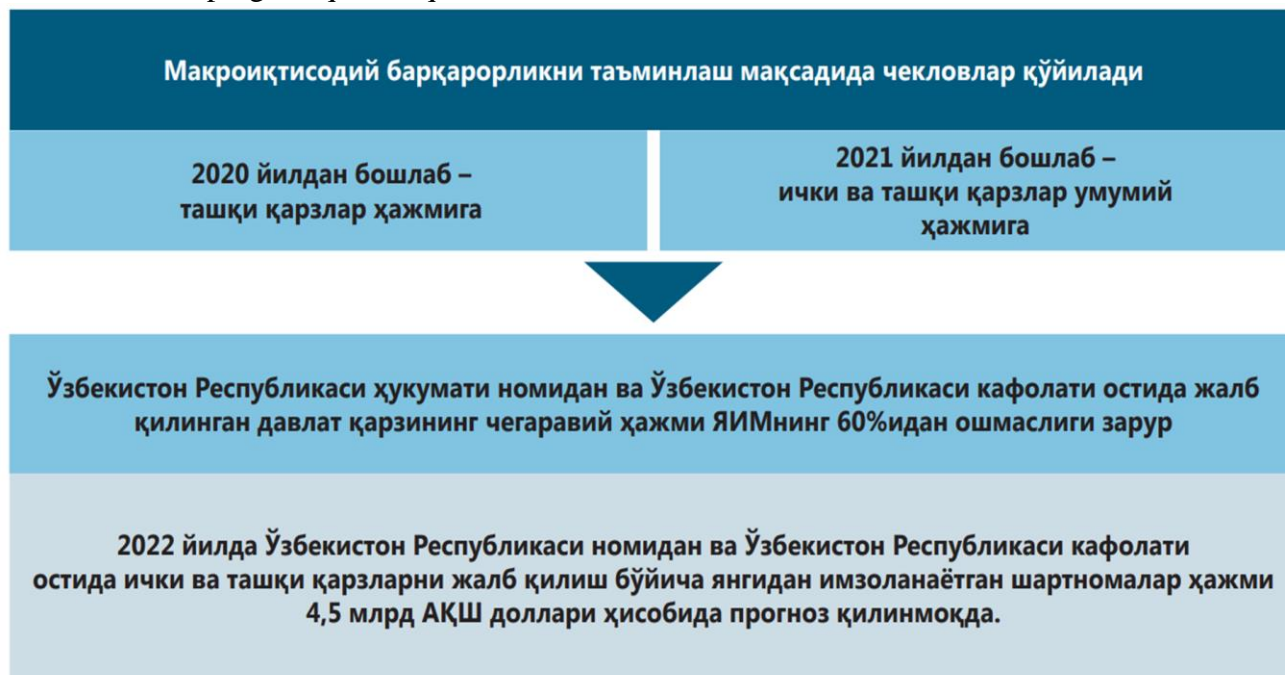 Макроиқтисодий барқарорликни таъминлаш мақсадида чекловлар қўйилади
2020 йилдан бошлаб –
ташқи қарзлар ҳажмига
2021 йилдан бошлаб –
ички ва ташқи қарзлар умумий
ҳажмига
Ўзбекистон Республикаси ҳукумати номидан ва Ўзбекистон Республикаси кафолати остида жалб
қилинган давлат қарзининг чегаравий ҳажми ЯИМнинг 60%идан ошмаслиги зарур
2022 йилда Ўзбекистон Республикаси номидан ва Ўзбекистон Республикаси кафолати
остида ички ва ташқи қарзларни жалб қилиш бўйича янгидан имзоланаётган шартномалар ҳажми
4,5 млрд АҚШ доллари ҳисобида прогноз қилинмоқда.